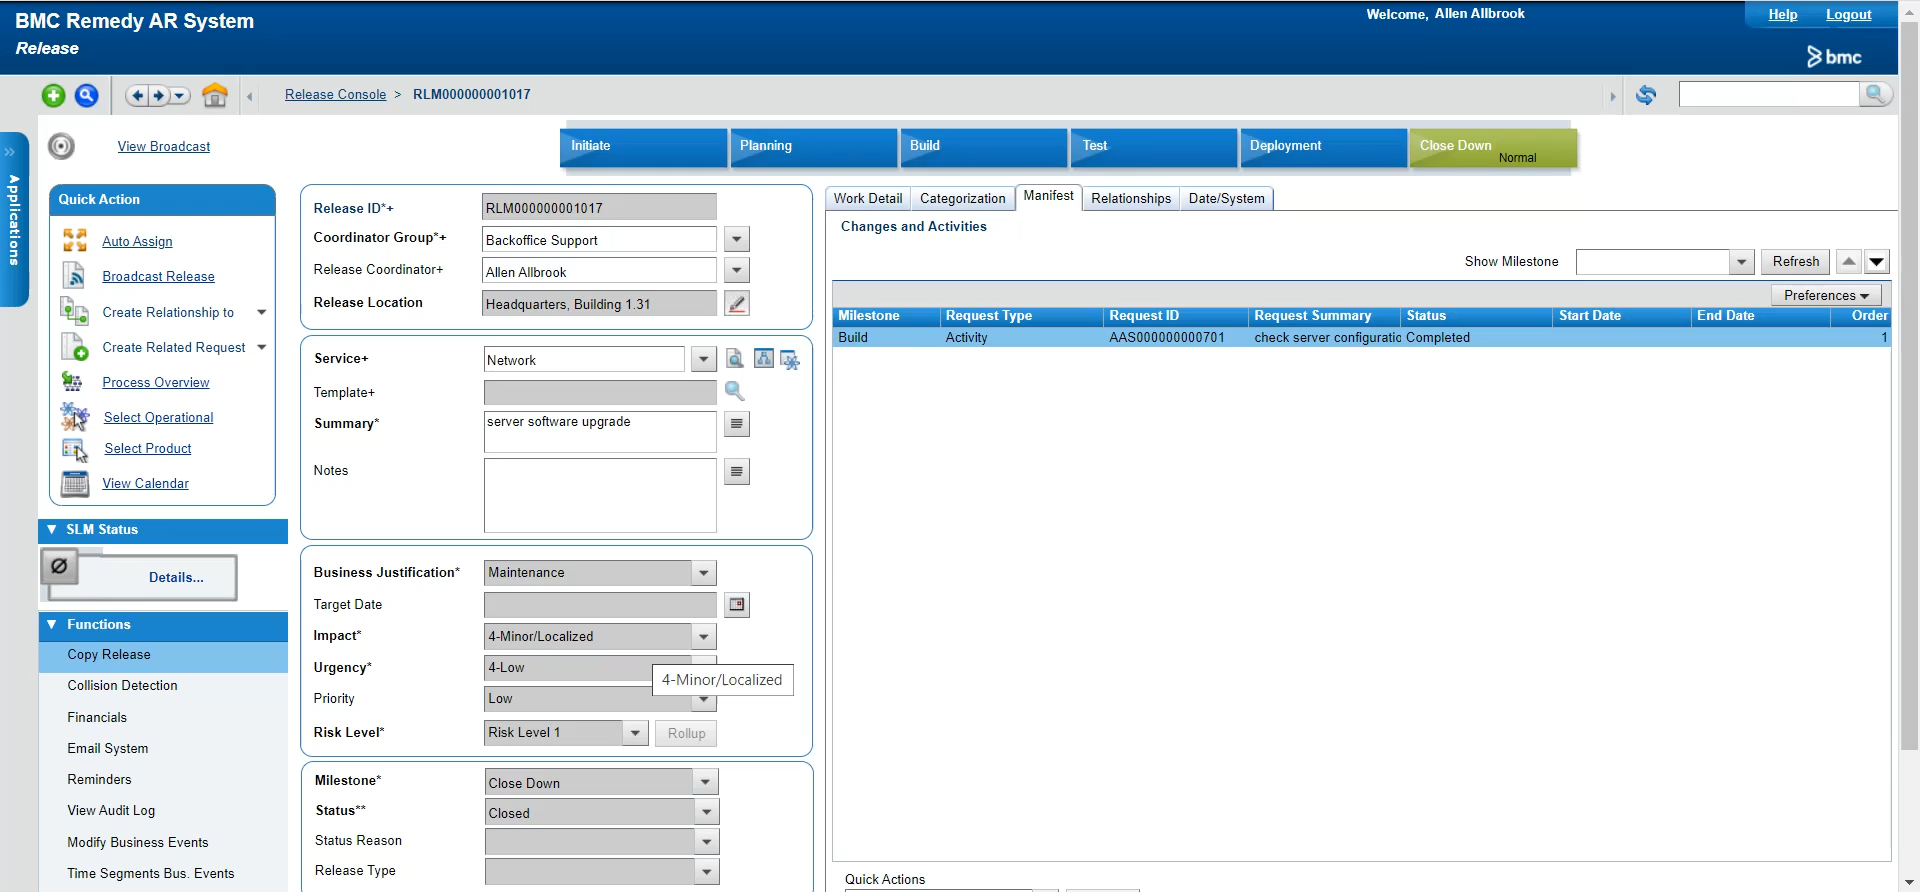 BMC Remedy AR System
Welcome, Allen Allbrook
Help
Logout
Release
bmc
Release Console > RLM000000001017
View Broadcast
Initiate
Planning
Build
Test
Deployment
Close Down
Normal
Applications
Quick Action
Auto Assign
Broadcast Release
Create Relationship to
Create Related Request
Process Overview
Select Operational
Select Product
View Calendar
SLM Status
Details...
Functions
Copy Release
Collision Detection
Financials
Email System
Reminders
View Audit Log
Modify Business Events
Time Segments Bus. Events
Release ID*+ RLM000000001017
Coordinator Group*+ Backoffice Support
Release Coordinator+ Allen Allbrook
Release Location Headquarters, Building 1.31
Service+ Network
Template+
Summary* server software upgrade
Notes
Business Justification* Maintenance
Target Date
Impact* 4-Minor/Localized
Urgency* 4-Low
4-Minor/Localized
Priority Low
Risk Level* Risk Level 1 Rollup
Milestone* Close Down
Status** Closed
Status Reason
Release Type
Work Detail Categorization Manifest Relationships Date/System
Changes and Activities
Show Milestone Refresh
Preferences
Milestone Request Type Request ID Request Summary Status Start Date End Date Order
Build Activity AAS000000000701 check server configuratio Completed 1
Quick Actions